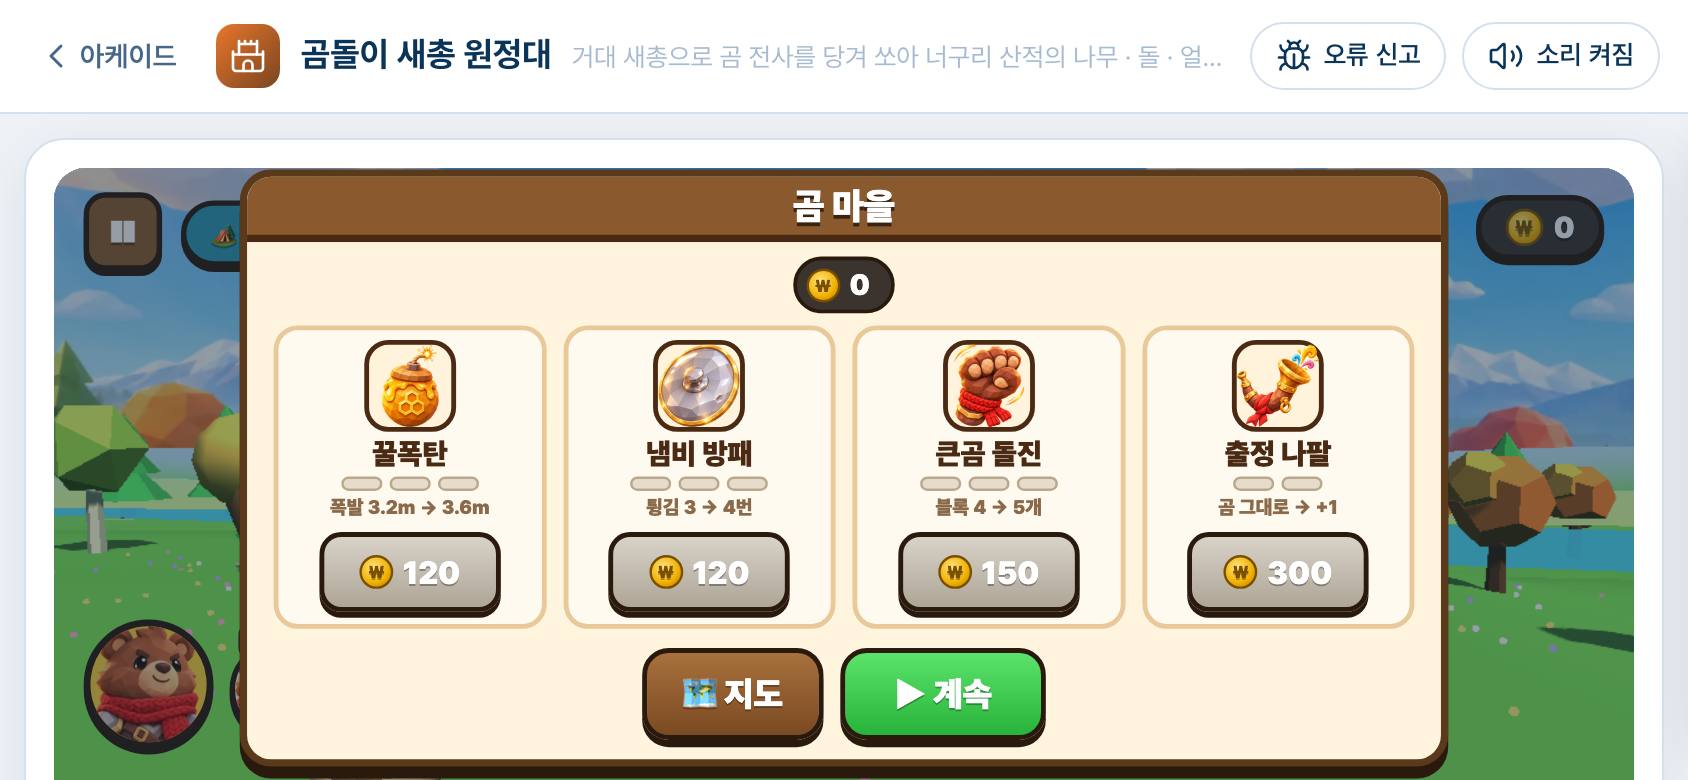 아케이드
곰돌이 새총 원정대
거대 새총으로 곰 전사를 당겨 쏘아 너구리 산적의 나무 · 돌 · 얼...
오류 신고
소리 켜짐
0
곰 마을
0
꿀폭탄
폭발 3.2m → 3.6m
120
냄비 방패
튕김 3 → 4번
120
큰곰 돌진
블록 4 → 5개
150
출정 나팔
곰 그대로 → +1
300
지도
계속